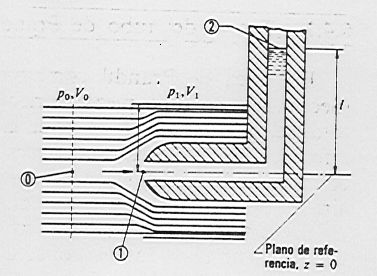 ②
p₀, V₀
p₁, V₁
l
⓪
①
Plano de refe-
rencia, z = 0